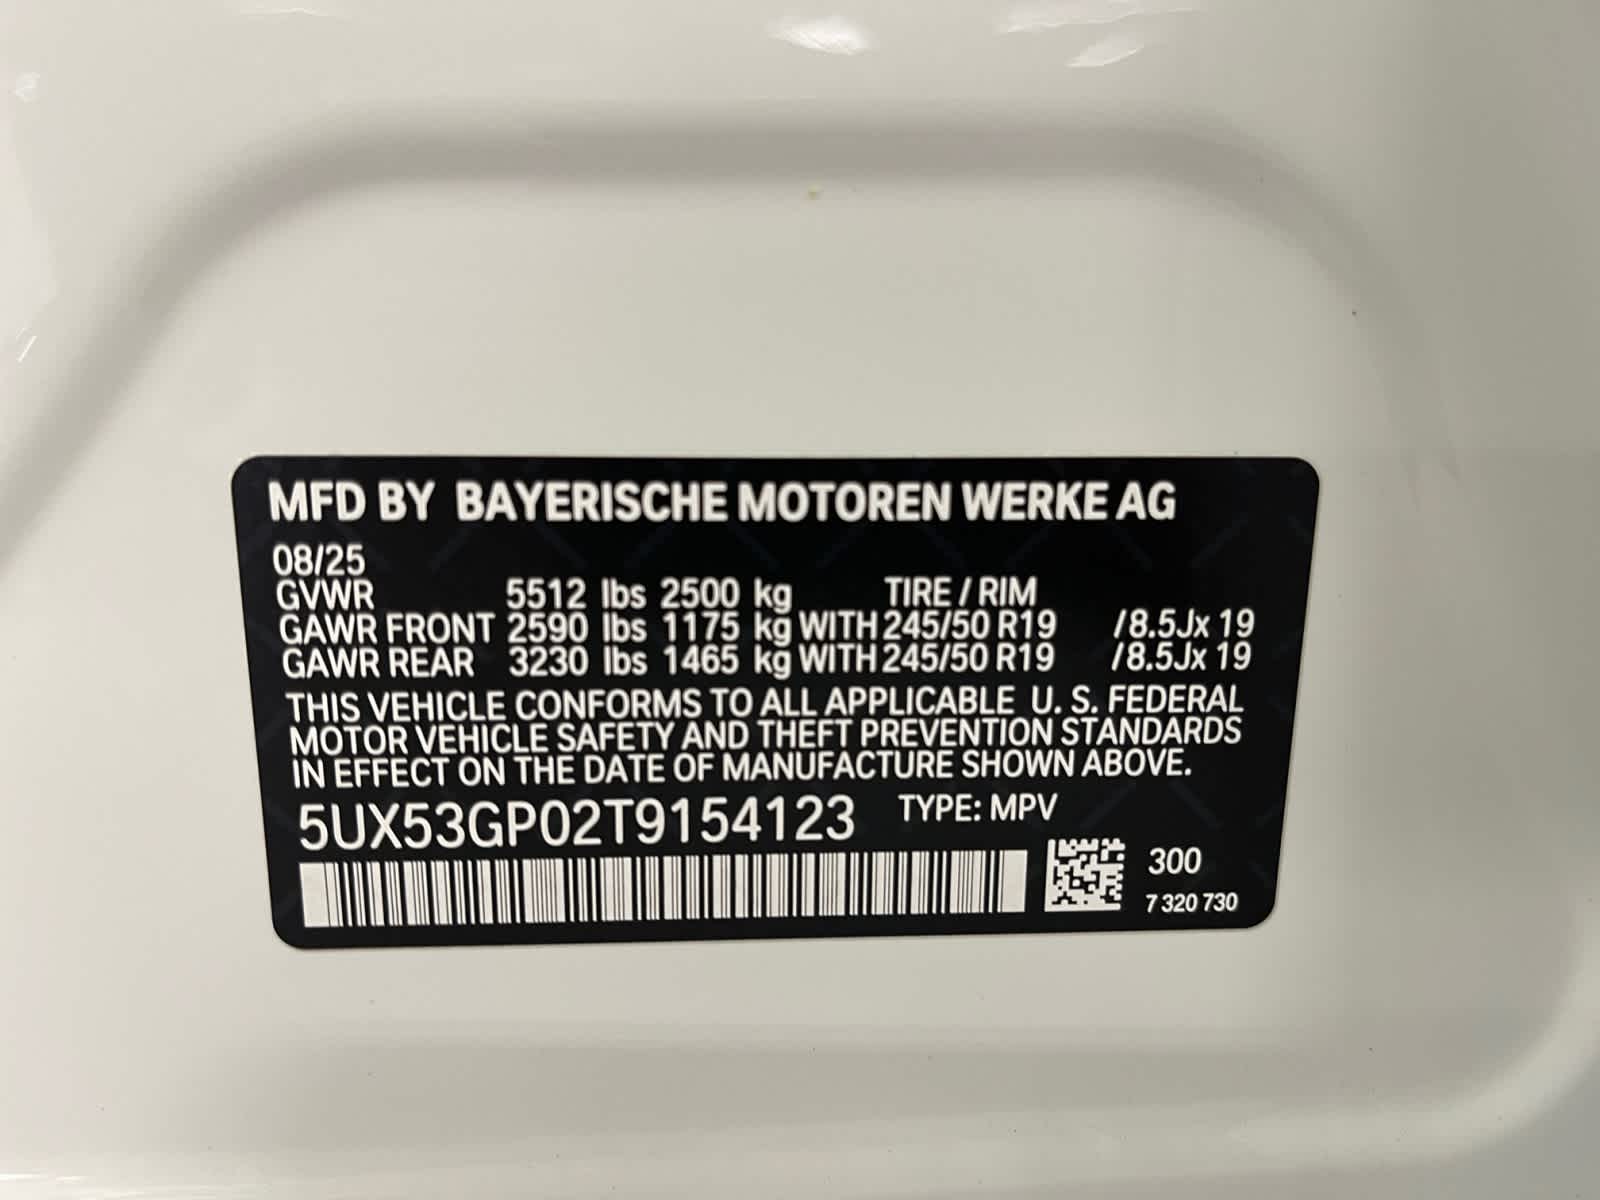 MFD BY BAYERISCHE MOTOREN WERKE AG
08/25
GVWR 5512 lbs 2500 kg TIRE / RIM
GAWR FRONT 2590 lbs 1175 kg WITH 245/50 R19 /8.5Jx 19
GAWR REAR 3230 lbs 1465 kg WITH 245/50 R19 /8.5Jx 19
THIS VEHICLE CONFORMS TO ALL APPLICABLE U. S. FEDERAL
MOTOR VEHICLE SAFETY AND THEFT PREVENTION STANDARDS
IN EFFECT ON THE DATE OF MANUFACTURE SHOWN ABOVE.
5UX53GP02T9154123 TYPE: MPV
300
7 320 730